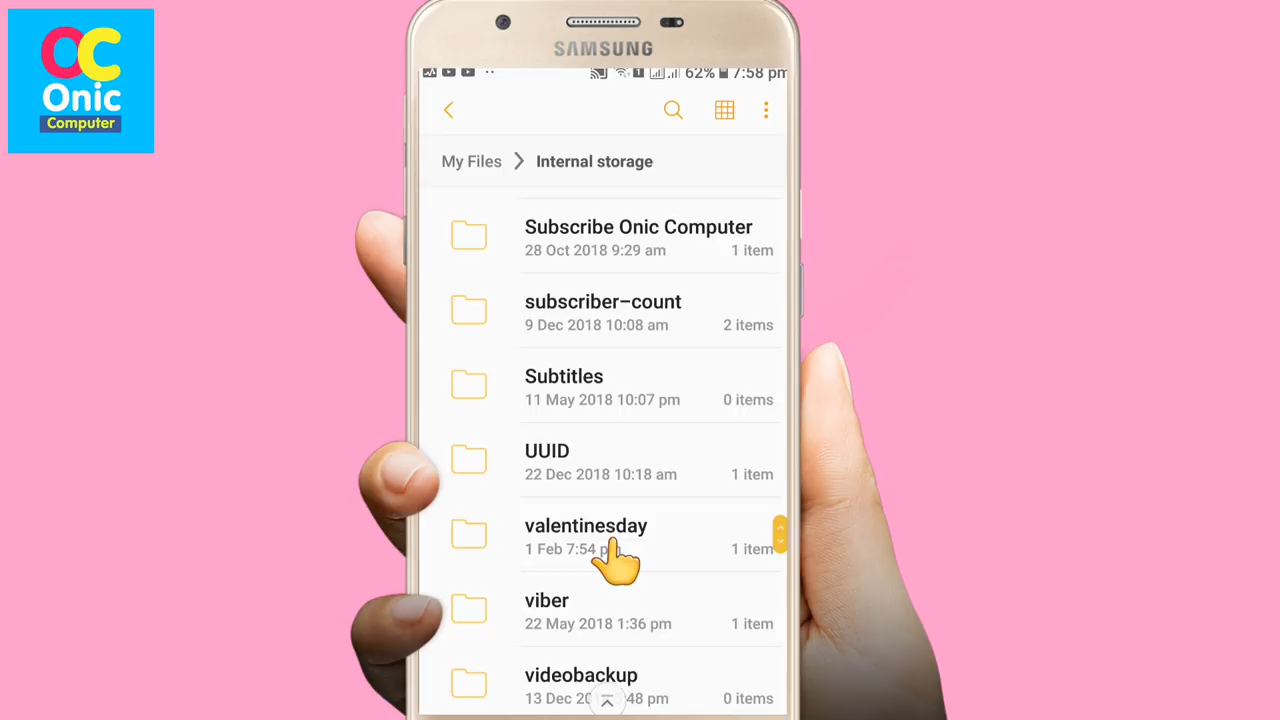 OC
Onic
Computer
SAMSUNG
1 62% 7:58 pm
My Files Internal storage
Subscribe Onic Computer
28 Oct 2018 9:29 am 1 item
subscriber-count
9 Dec 2018 10:08 am 2 items
Subtitles
11 May 2018 10:07 pm 0 items
UUID
22 Dec 2018 10:18 am 1 item
valentinesday
1 Feb 7:54 1 item
viber
22 May 2018 1:36 pm 1 item
videobackup
13 Dec :48 pm 0 items